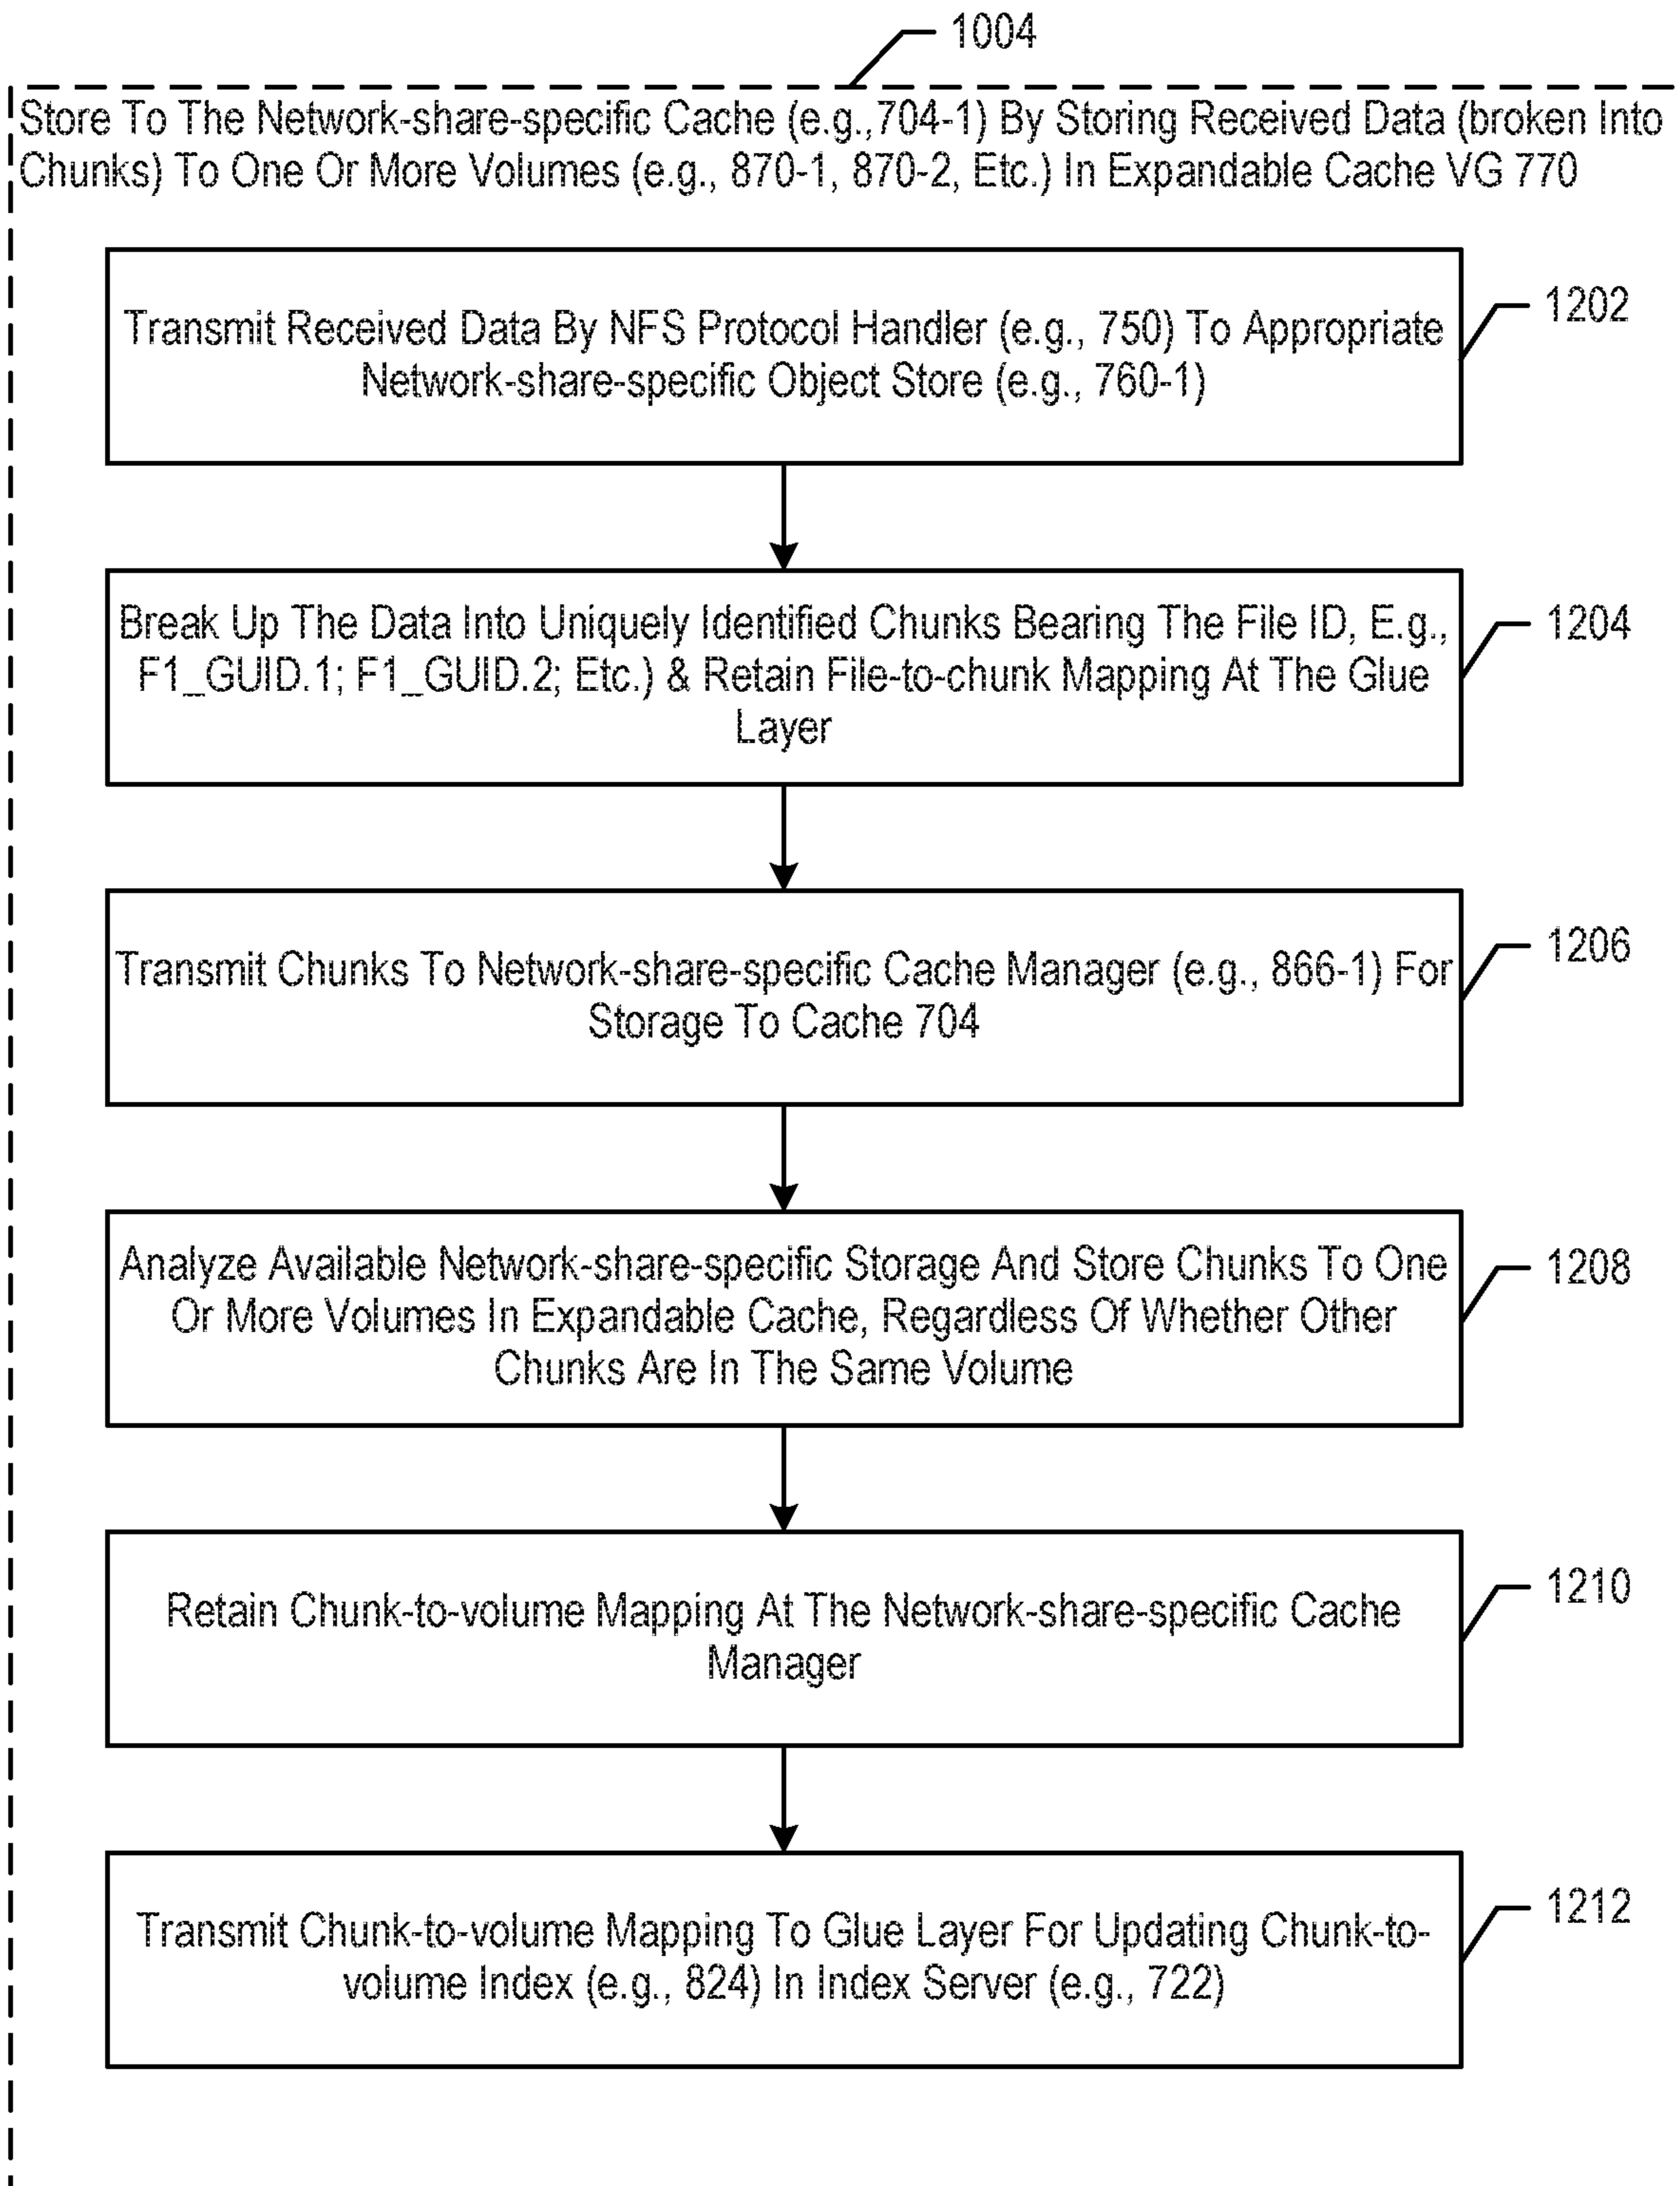 1004
Store To The Network-share-specific Cache (e.g.,704-1) By Storing Received Data (broken Into
Chunks) To One Or More Volumes (e.g., 870-1, 870-2, Etc.) In Expandable Cache VG 770
Transmit Received Data By NFS Protocol Handler (e.g., 750) To Appropriate
Network-share-specific Object Store (e.g., 760-1)
1202
Break Up The Data Into Uniquely Identified Chunks Bearing The File ID, E.g.,
F1_GUID.1; F1_GUID.2; Etc.) & Retain File-to-chunk Mapping At The Glue
Layer
1204
Transmit Chunks To Network-share-specific Cache Manager (e.g., 866-1) For
Storage To Cache 704
1206
Analyze Available Network-share-specific Storage And Store Chunks To One
Or More Volumes In Expandable Cache, Regardless Of Whether Other
Chunks Are In The Same Volume
1208
Retain Chunk-to-volume Mapping At The Network-share-specific Cache
Manager
1210
Transmit Chunk-to-volume Mapping To Glue Layer For Updating Chunk-to-
volume Index (e.g., 824) In Index Server (e.g., 722)
1212